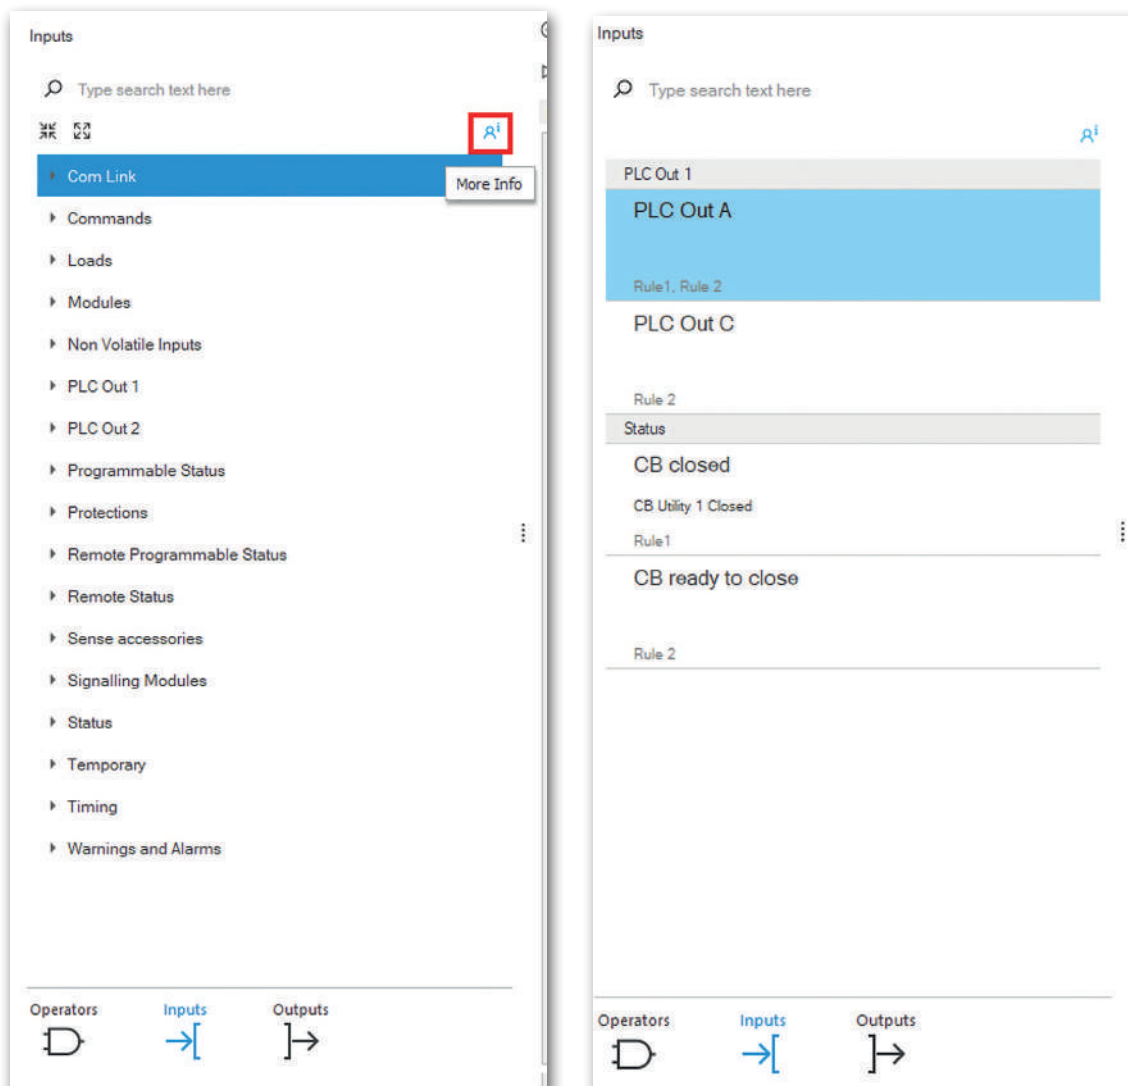 Inputs
Type search text here
More Info
Com Link
Commands
Loads
Modules
Non Volatile Inputs
PLC Out 1
PLC Out 2
Programmable Status
Protections
Remote Programmable Status
Remote Status
Sense accessories
Signalling Modules
Status
Temporary
Timing
Warnings and Alarms
Operators
Inputs
Outputs
Inputs
Type search text here
PLC Out 1
PLC Out A
Rule1, Rule 2
PLC Out C
Rule 2
Status
CB closed
CB Utility 1 Closed
Rule1
CB ready to close
Rule 2
Operators
Inputs
Outputs